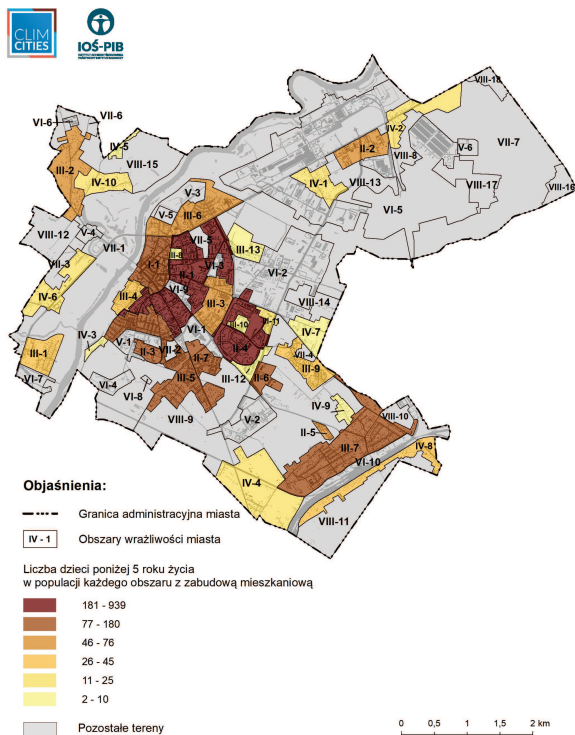 CLIM
CITIES
IOŚ-PIB
VIII-18
VI-6
VII-6
IV-5
IV-2
III-2
VIII-15
II-2
V-6
VII-7
VIII-8
IV-10
IV-1
VIII-13
VIII-17
VIII-16
V-3
V-5
III-6
VI-5
VIII-12
V-4
VII-1
VII-5
III-13
VII-3
III-8
I-1
II-1
VI-3
VI-2
IV-6
III-4
VI-9
III-3
VIII-14
III-10
III-11
IV-3
VI-1
IV-7
III-1
V-1
II-3
VII-2
II-7
II-4
VII-4
III-9
VI-7
VI-4
VI-8
III-5
III-12
II-6
VIII-9
V-2
IV-9
VIII-10
II-5
III-7
VI-10
IV-8
IV-4
VIII-11
Objaśnienia:
Granica administracyjna miasta
IV - 1 Obszary wrażliwości miasta
Liczba dzieci poniżej 5 roku życia
w populacji każdego obszaru z zabudową mieszkaniową
181 - 939
77 - 180
46 - 76
26 - 45
11 - 25
2 - 10
Pozostałe tereny
0 0,5 1 1,5 2 km